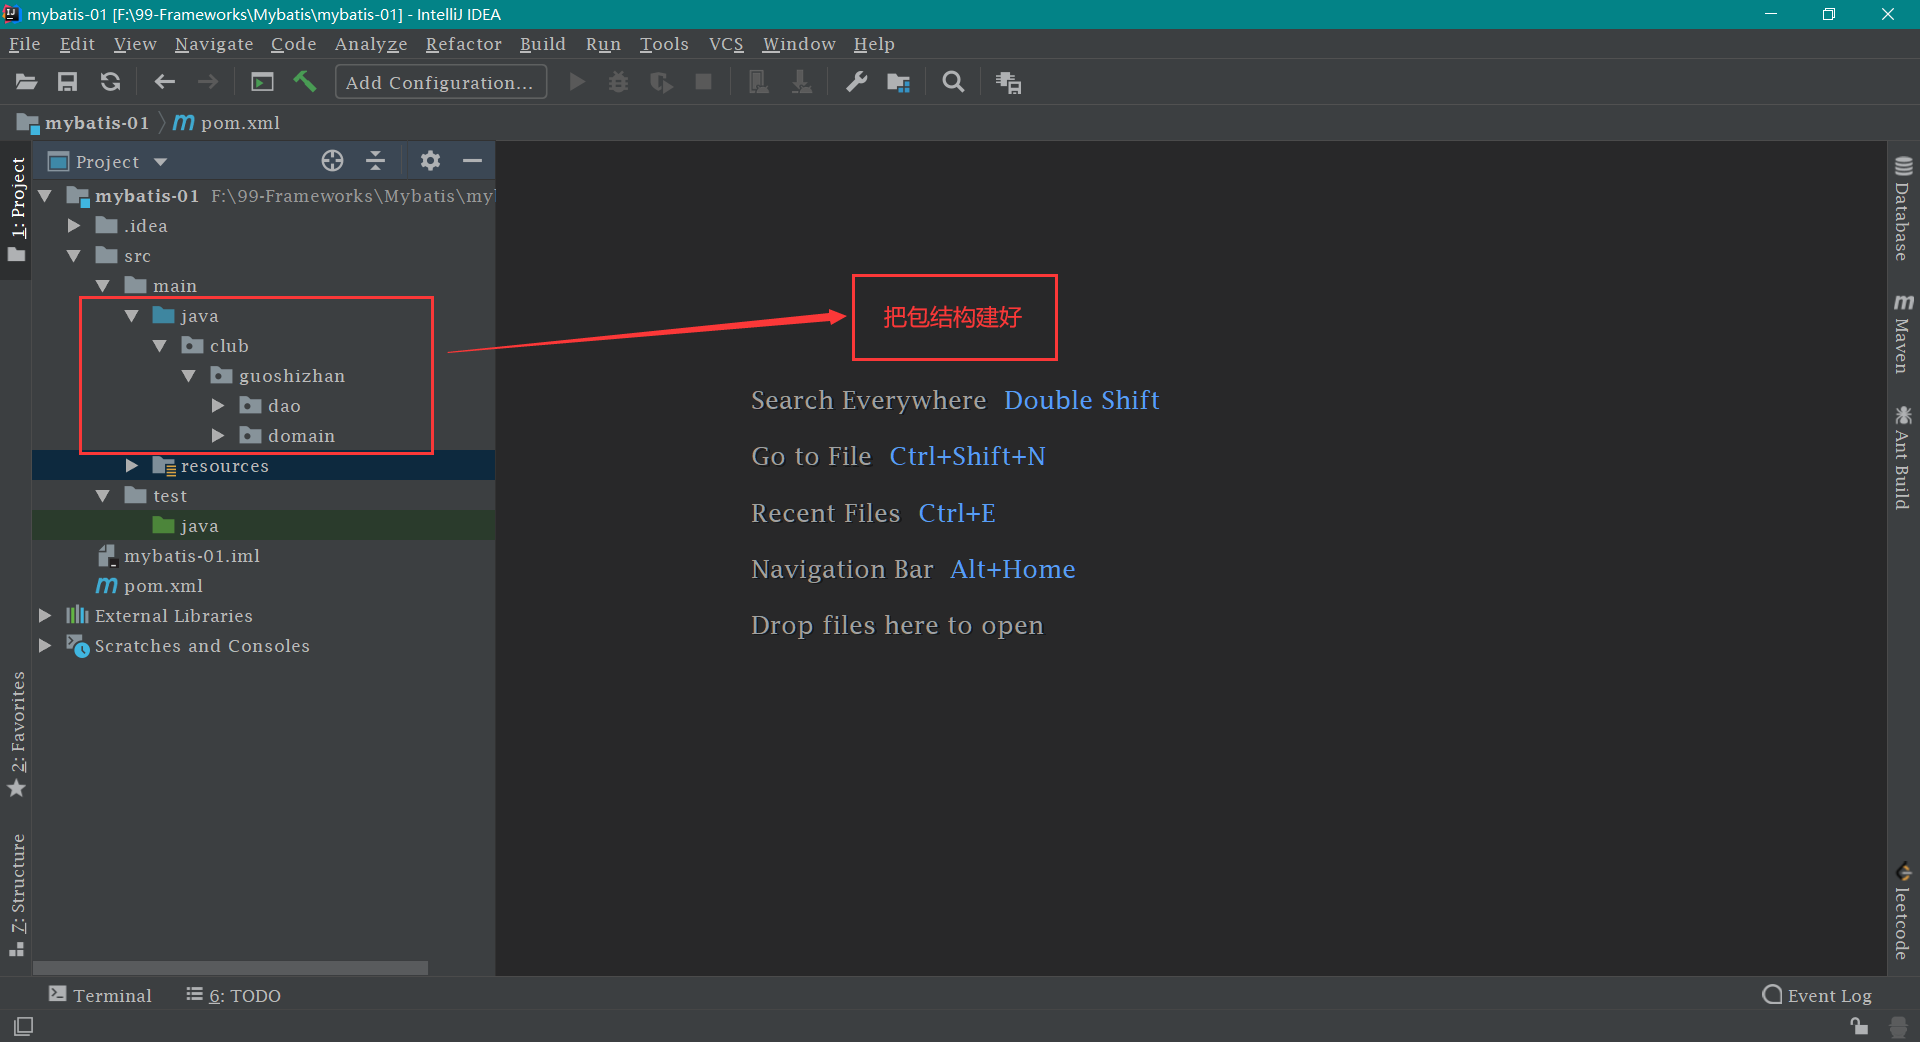 mybatis-01 [F:\99-Frameworks\Mybatis\mybatis-01] - IntelliJ IDEA
File Edit View Navigate Code Analyze Refactor Build Run Tools VCS Window Help
Add Configuration...
mybatis-01 pom.xml
Project
mybatis-01 F:\99-Frameworks\Mybatis\my
.idea
src
main
java
club
guoshizhan
dao
domain
resources
test
java
mybatis-01.iml
pom.xml
External Libraries
Scratches and Consoles
1: Project
2: Favorites
7: Structure
把包结构建好
Search Everywhere Double Shift
Go to File Ctrl+Shift+N
Recent Files Ctrl+E
Navigation Bar Alt+Home
Drop files here to open
Database
Maven
Ant Build
leetcode
Terminal
6: TODO
Event Log